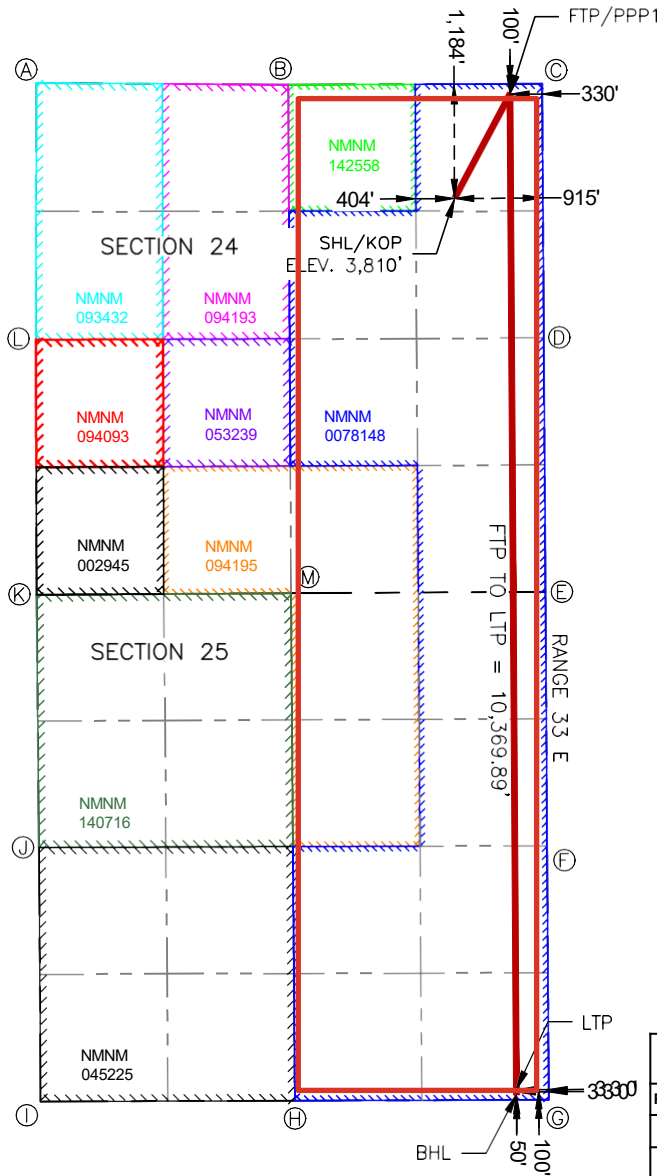 1,184'
100'
FTP/PPP1
A
B
C
330'
NMNM
142558
404'
915'
SECTION 24
SHL/KOP
ELEV. 3,810'
NMNM
093432
NMNM
094193
L
D
NMNM
094093
NMNM
053239
NMNM
0078148
NMNM
002945
NMNM
094195
FTP TO LTP = 10,369.89'
K
M
E
SECTION 25
RANGE 33 E
NMNM
140716
J
F
LTP
NMNM
045225
330'
I
H
G
BHL
50'
100'